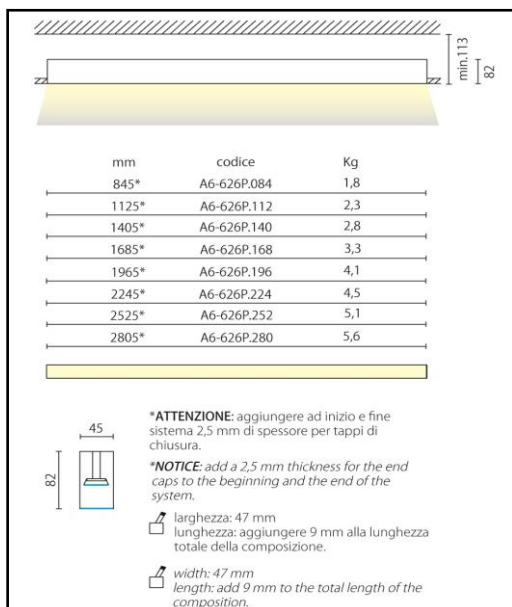 min.113
82
mm codice Kg
845* A6-626P.084 1,8
1125* A6-626P.112 2,3
1405* A6-626P.140 2,8
1685* A6-626P.168 3,3
1965* A6-626P.196 4,1
2245* A6-626P.224 4,5
2525* A6-626P.252 5,1
2805* A6-626P.280 5,6
45
82
*ATTENZIONE: aggiungere ad inizio e fine
sistema 2,5 mm di spessore per tappi di
chiusura.
*NOTICE: add a 2,5 mm thickness for the end
caps to the beginning and the end of the
system.
larghezza: 47 mm
lunghezza: aggiungere 9 mm alla lunghezza
totale della composizione.
width: 47 mm
length: add 9 mm to the total length of the
composition.